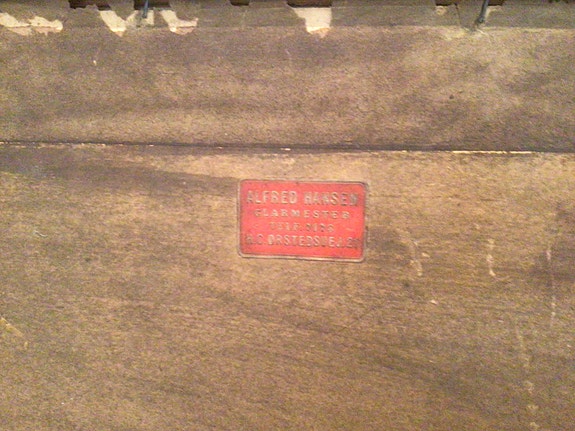 ALFRED HANSEN
GLARMESTER
H.C. ØRSTEDSVEJ